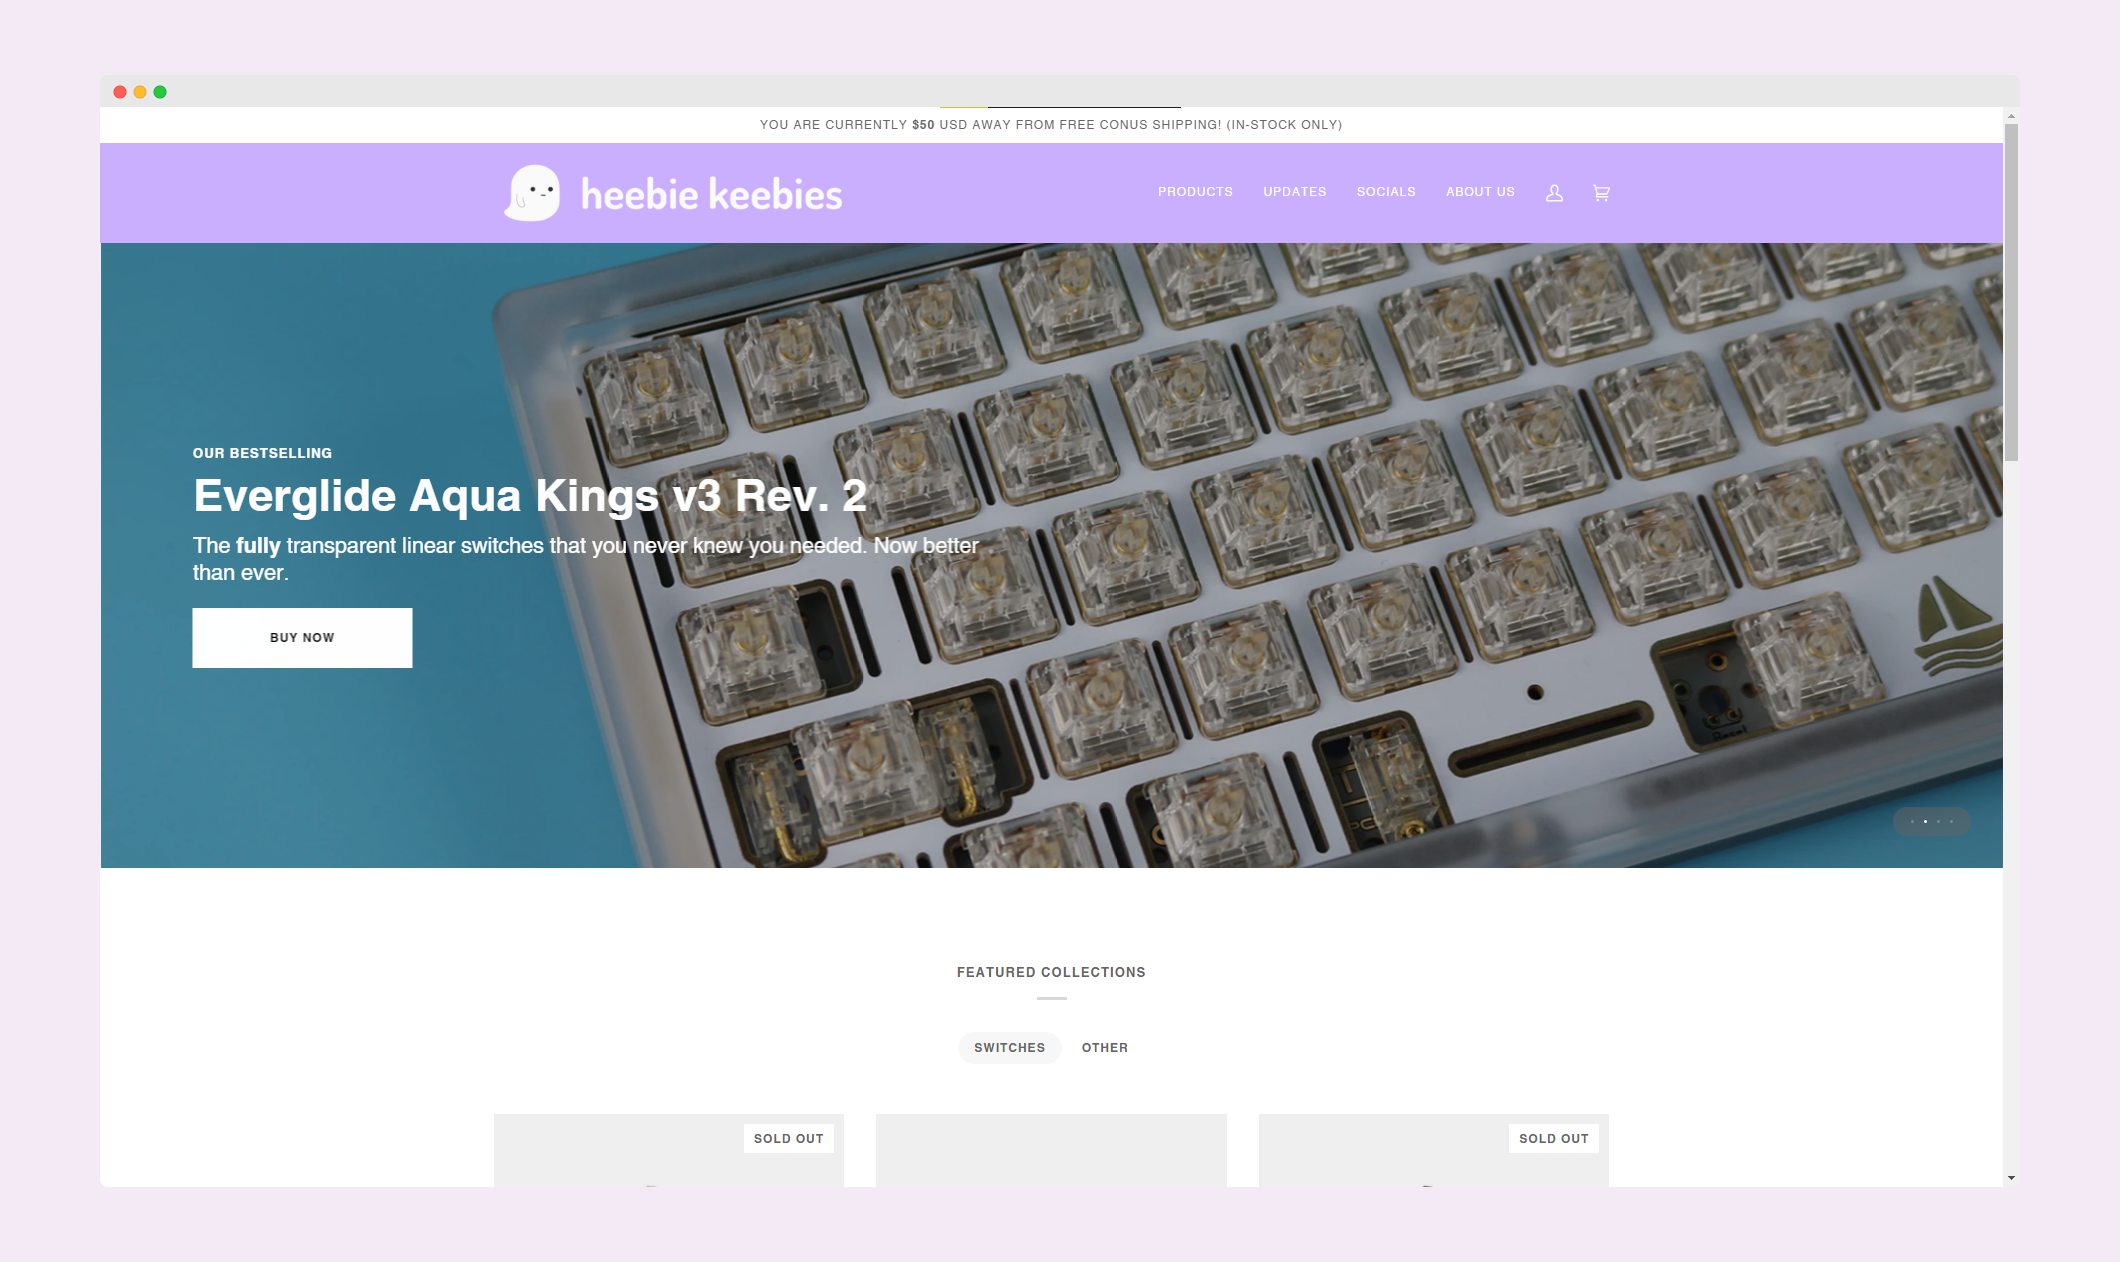 YOU ARE CURRENTLY $50 USD AWAY FROM FREE CONUS SHIPPING! (IN-STOCK ONLY)
heebie keebies
PRODUCTS UPDATES SOCIALS ABOUT US
OUR BESTSELLING
Everglide Aqua Kings v3 Rev. 2
The fully transparent linear switches that you never knew you needed. Now better
than ever.
BUY NOW
Reset
FEATURED COLLECTIONS
SWITCHES OTHER
SOLD OUT SOLD OUT